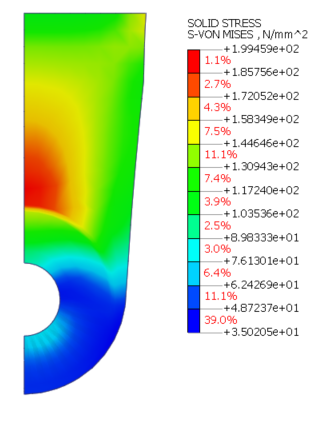 SOLID STRESS
S-VON MISES , N/mm^2
+1.99459e+02
1.1%
+1.85756e+02
2.7%
+1.72052e+02
4.3%
+1.58349e+02
7.5%
+1.44646e+02
11.1%
+1.30943e+02
7.4%
+1.17240e+02
3.9%
+1.03536e+02
2.5%
+8.98333e+01
3.0%
+7.61301e+01
6.4%
+6.24269e+01
11.1%
+4.87237e+01
39.0%
+3.50205e+01